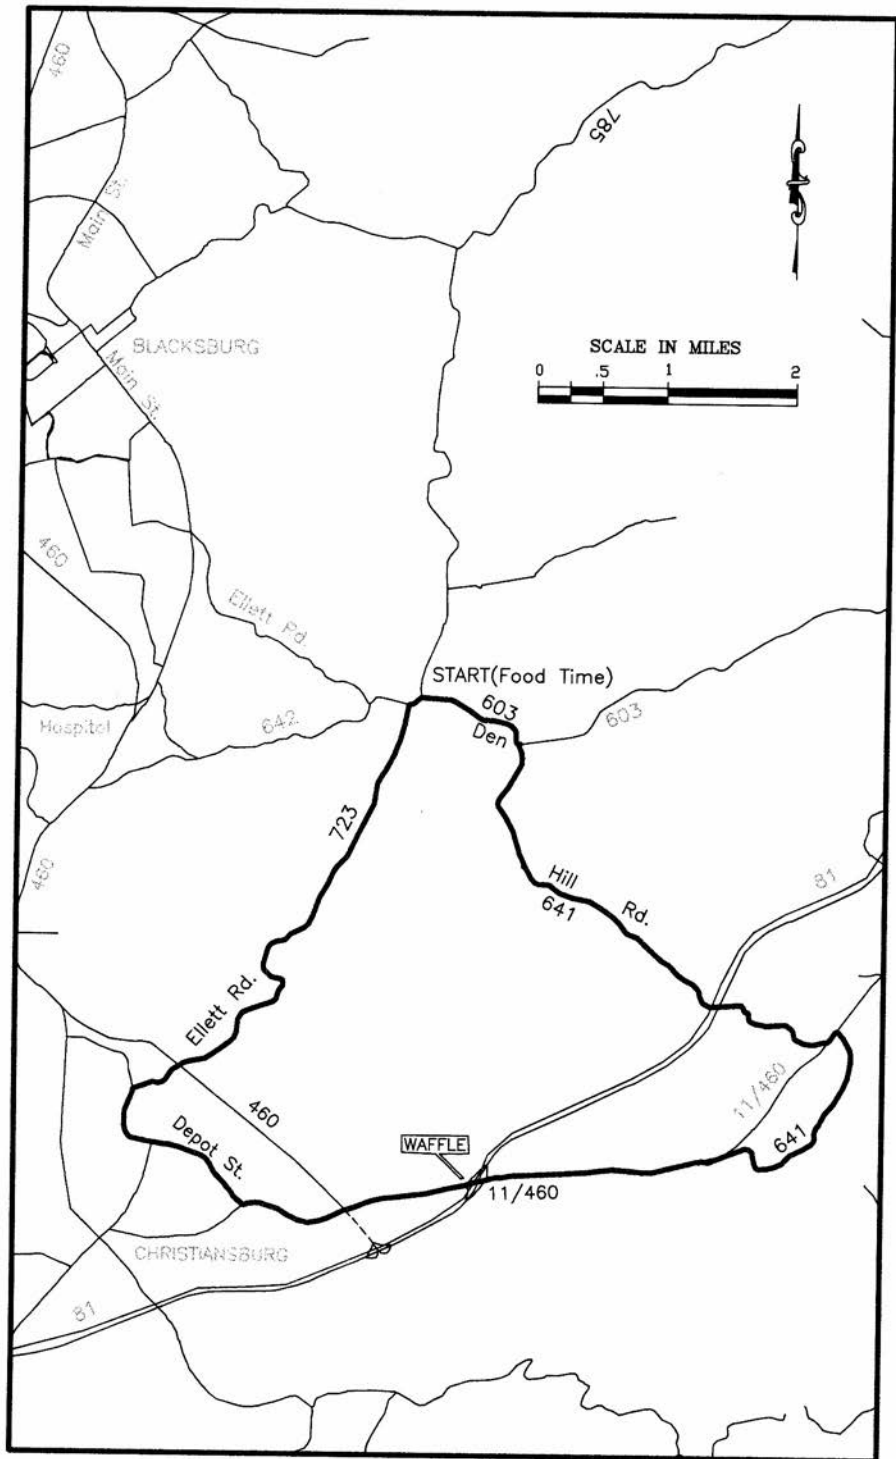 460
785
Main St.
SCALE IN MILES
0 .5 1 2
BLACKSBURG
Main St.
460
Ellett Rd.
START(Food Time)
603
Den
603
642
Hospital
723
460
Hill
641
Rd.
81
Ellett Rd.
460
11/460
Depot St.
WAFFLE
641
11/460
CHRISTIANSBURG
81